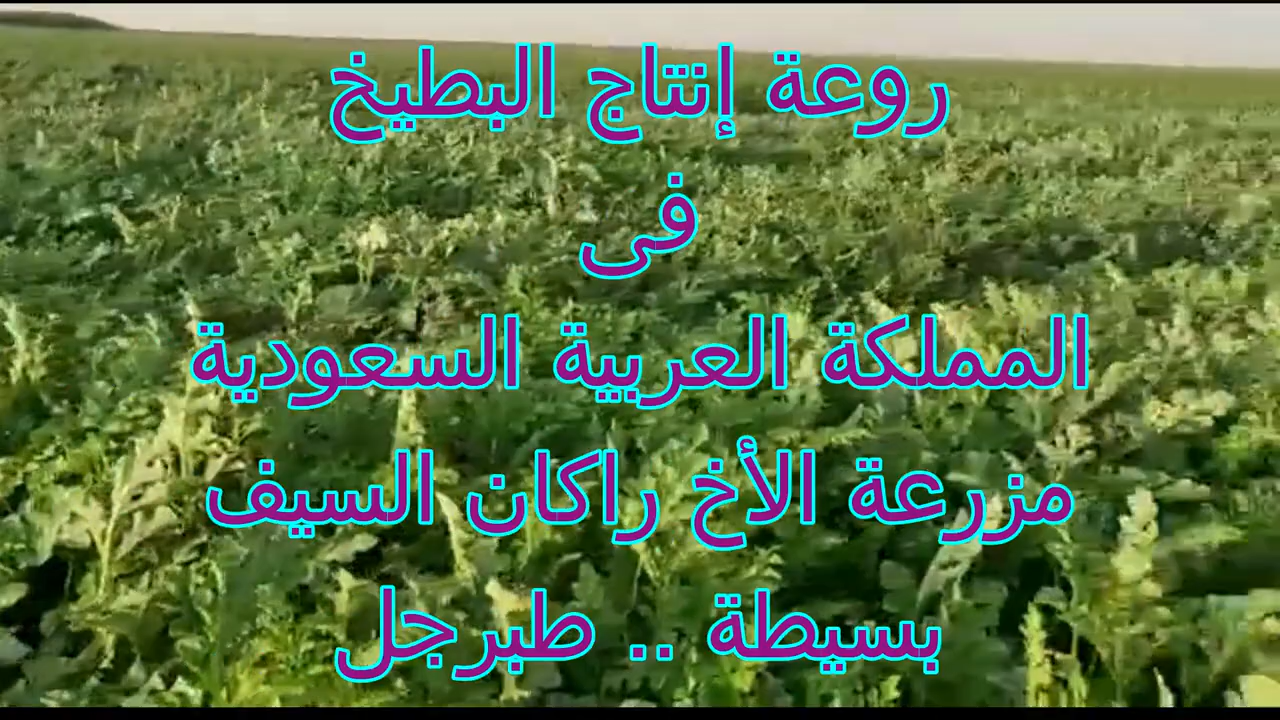 روعة إنتاج البطيخ
فى
المملكة العربية السعودية
مزرعة الأخ راكان السيف
بسيطة .. طبرجل